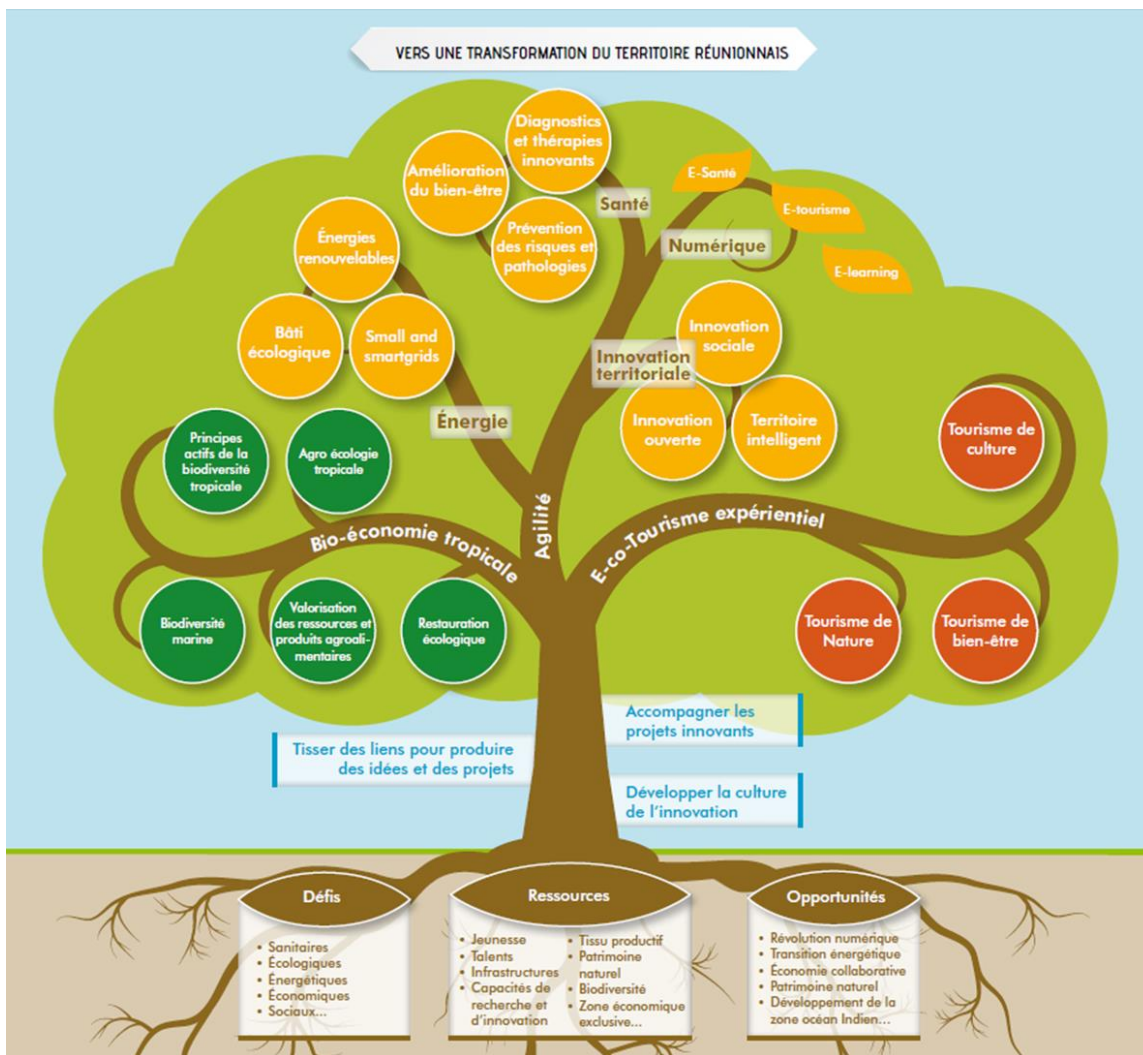 VERS UNE TRANSFORMATION DU TERRITOIRE RÉUNIONNAIS
Diagnostics
et thérapies
innovants
Amélioration
du bien-être
Prévention
des risques et
pathologies
Santé
E-Santé
E-tourisme
E-learning
Numérique
Énergies
renouvelables
Bâti
écologique
Small and
smartgrids
Énergie
Innovation
territoriale
Innovation
sociale
Innovation
ouverte
Territoire
intelligent
Principes
actifs de la
biodiversité
tropicale
Agro écologie
tropicale
Bio-économie tropicale
Agilité
E-co-Tourisme expérientiel
Tourisme de
culture
Biodiversité
marine
Valorisation
des ressources et
produits agroali-
mentaires
Restauration
écologique
Tourisme de
Nature
Tourisme de
bien-être
Accompagner les
projets innovants
Tisser des liens pour produire
des idées et des projets
Développer la culture
de l'innovation
Défis
• Sanitaires
• Écologiques
• Énergétiques
• Économiques
• Sociaux...
Ressources
• Jeunesse
• Talents
• Infrastructures
• Capacités de
recherche et
d'innovation
• Tissu productif
• Patrimoine
naturel
• Biodiversité
• Zone économique
exclusive...
Opportunités
• Révolution numérique
• Transition énergétique
• Économie collaborative
• Patrimoine naturel
• Développement de la
zone océan Indien...